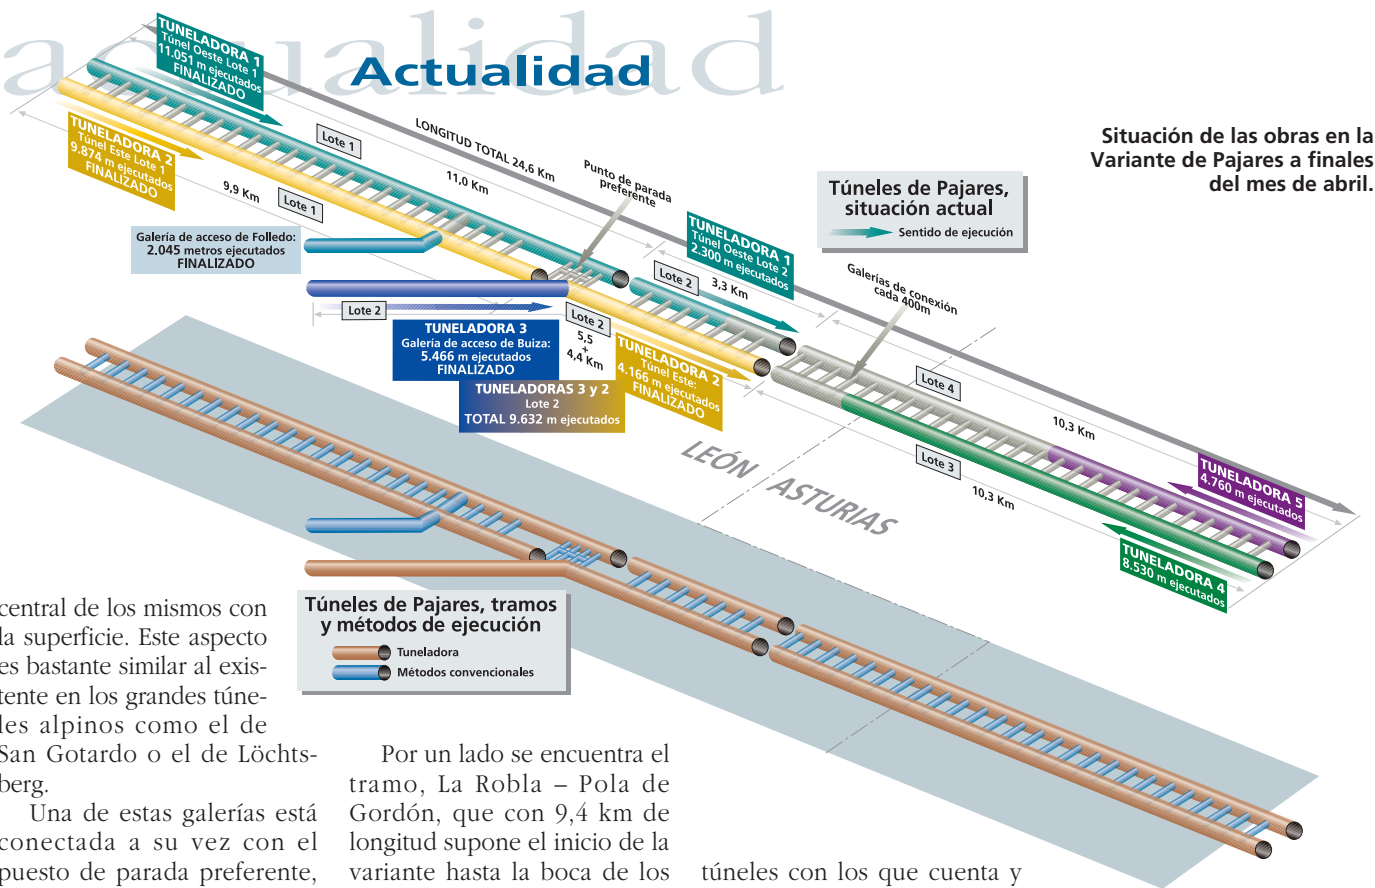 actualidad
Actualidad
Situación de las obras en la
Variante de Pajares a finales
del mes de abril.
TUNELADORA 1
Túnel Oeste Lote 1
11.051 m ejecutados
FINALIZADO
TUNELADORA 2
Túnel Este Lote 1
9.874 m ejecutados
FINALIZADO
Lote 1
LONGITUD TOTAL 24,6 Km
11,0 Km
9,9 Km
Lote 1
Punto de parada
preferente
Túneles de Pajares,
situación actual
Sentido de ejecución
Galería de acceso de Folledo:
2.045 metros ejecutados
FINALIZADO
TUNELADORA 1
Túnel Oeste Lote 2
2.300 m ejecutados
Lote 2
3,3 Km
Galerías de conexión
cada 400m
Lote 2
Lote 2
5,5
+
4,4 Km
TUNELADORA 3
Galería de acceso de Buiza:
5.466 m ejecutados
FINALIZADO
TUNELADORA 2
Túnel Este:
4.166 m ejecutados
FINALIZADO
TUNELADORAS 3 y 2
Lote 2
TOTAL 9.632 m ejecutados
Lote 4
10,3 Km
Lote 3
10,3 Km
LEÓN
ASTURIAS
TUNELADORA 5
4.760 m ejecutados
TUNELADORA 4
8.530 m ejecutados
Túneles de Pajares, tramos
y métodos de ejecución
Tuneladora
Métodos convencionales
central de los mismos con
la superficie. Este aspecto
es bastante similar al exis-
tente en los grandes túne-
les alpinos como el de
San Gotardo o el de Löchts-
berg.
Una de estas galerías está
conectada a su vez con el
puesto de parada preferente,
Por un lado se encuentra el
tramo, La Robla – Pola de
Gordón, que con 9,4 km de
longitud supone el inicio de la
variante hasta la boca de los
túneles con los que cuenta y